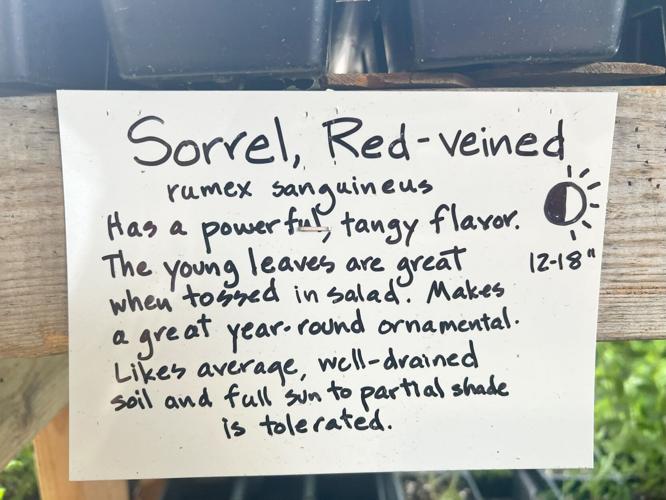 Sorrel, Red-veined
rumex sanguineus
Has a powerful, tangy flavor.
The young leaves are great
12-18"
when tossed in salad. Makes
a great year-round ornamental.
Likes average, well-drained
soil and full sun to partial shade
is tolerated.